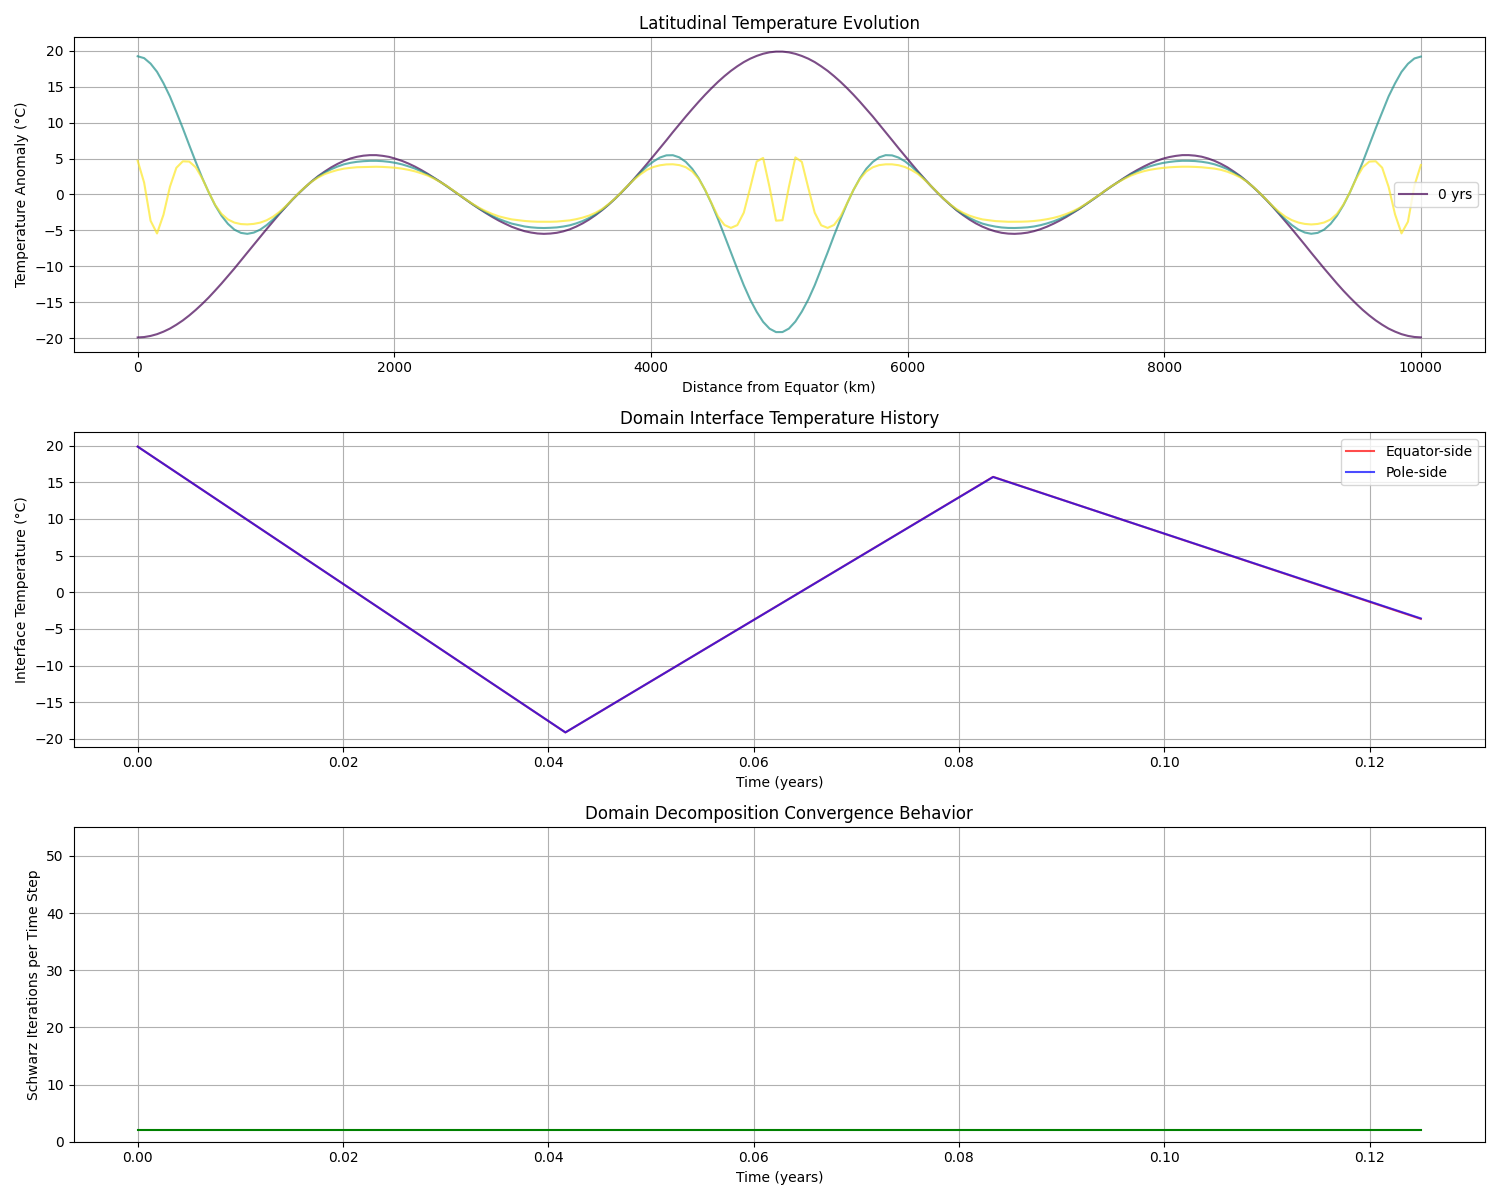 Latitudinal Temperature Evolution
Temperature Anomaly (°C)
20
15
10
5
0
−5
−10
−15
−20
0 yrs
0 2000 4000 6000 8000 10000
Distance from Equator (km)
Domain Interface Temperature History
Interface Temperature (°C)
20
15
10
5
0
−5
−10
−15
−20
Equator-side
Pole-side
0.00 0.02 0.04 0.06 0.08 0.10 0.12
Time (years)
Domain Decomposition Convergence Behavior
Schwarz Iterations per Time Step
50
40
30
20
10
0
0.00 0.02 0.04 0.06 0.08 0.10 0.12
Time (years)